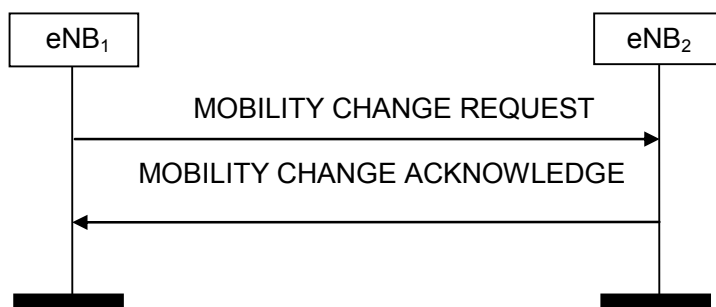 eNB₁
eNB₂
MOBILITY CHANGE REQUEST
MOBILITY CHANGE ACKNOWLEDGE